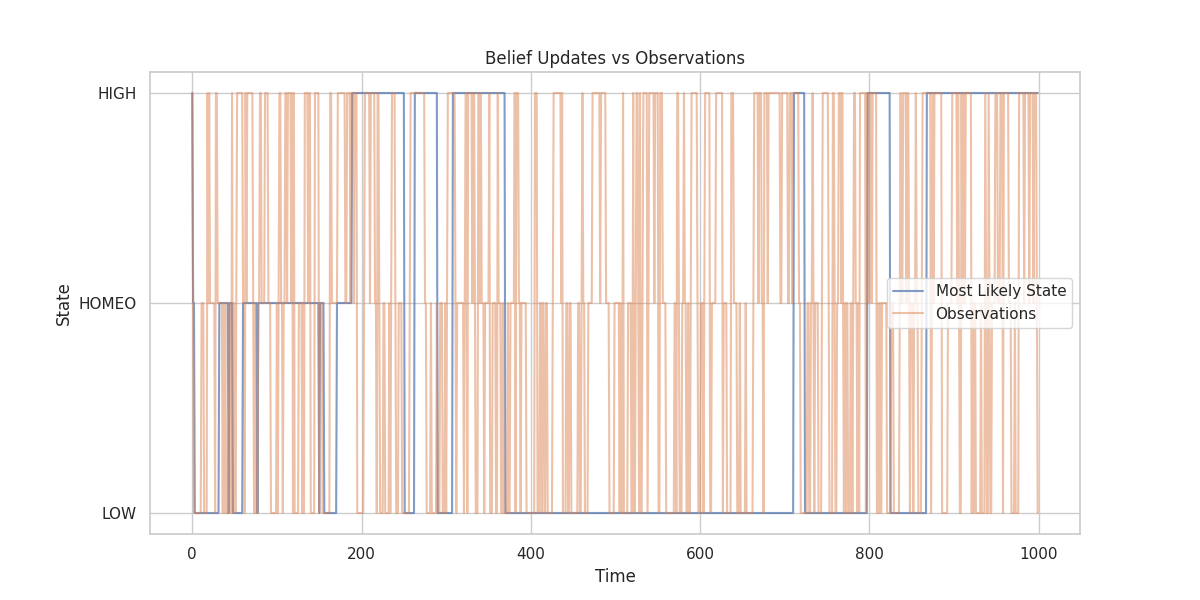 Belief Updates vs Observations
HIGH
HOMEO
LOW
State
Most Likely State
Observations
0
200
400
600
800
1000
Time